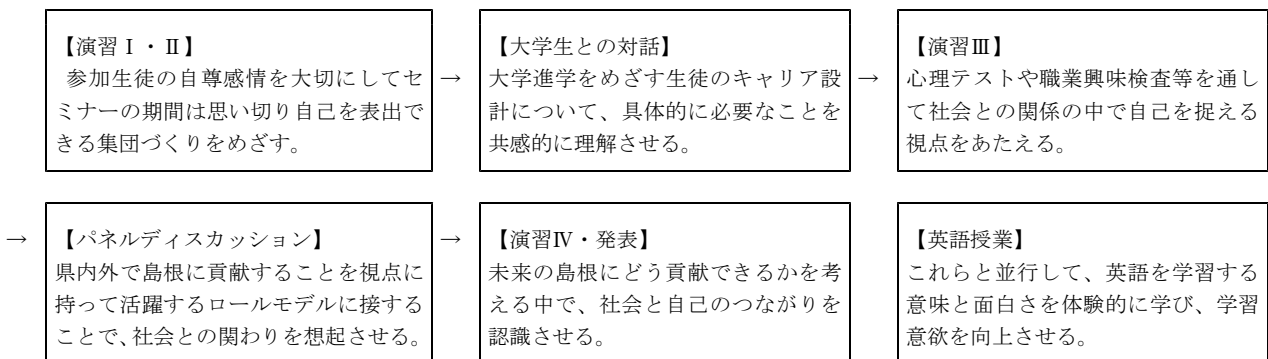 【演習Ⅰ・Ⅱ】
参加生徒の自尊感情を大切にしてセ
ミナーの期間は思い切り自己を表出で
きる集団づくりをめざす。
→
【大学生との対話】
大学進学をめざす生徒のキャリア設
計について、具体的に必要なことを
共感的に理解させる。
→
【演習Ⅲ】
心理テストや職業興味検査等を通し
て社会との関係の中で自己を捉える
視点をあたえる。
→
【パネルディスカッション】
県内外で島根に貢献することを視点に
持って活躍するロールモデルに接する
ことで、社会との関わりを想起させる。
→
【演習Ⅳ・発表】
未来の島根にどう貢献できるかを考
える中で、社会と自己のつながりを
認識させる。
【英語授業】
これらと並行して、英語を学習する
意味と面白さを体験的に学び、学習
意欲を向上させる。